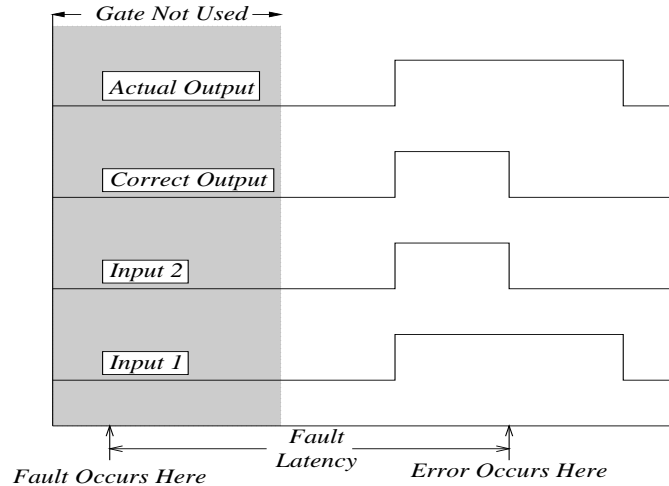 Gate Not Used
Actual Output
Correct Output
Input 2
Input 1
Fault
Latency
Fault Occurs Here
Error Occurs Here